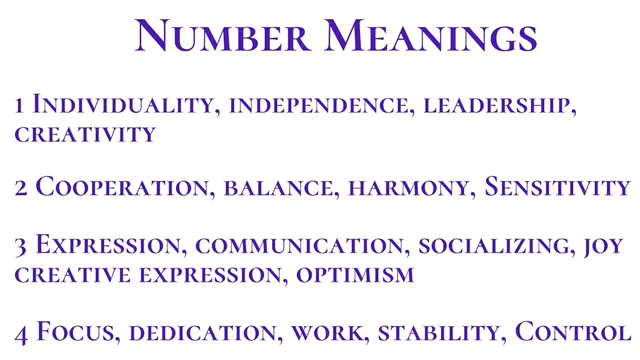 Number Meanings
1 Individuality, independence, leadership,
creativity
2 Cooperation, balance, harmony, Sensitivity
3 Expression, communication, socializing, joy
creative expression, optimism
4 Focus, dedication, work, stability, Control